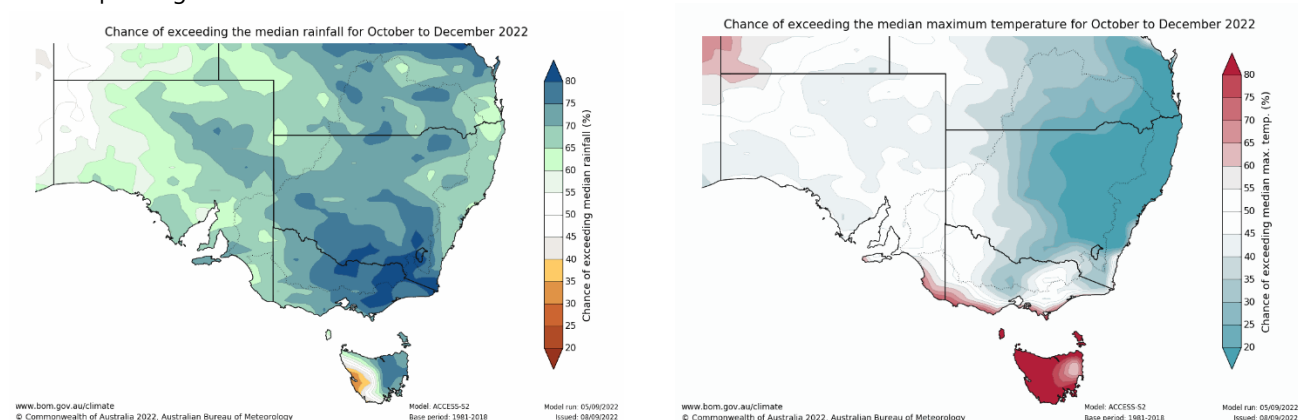 Chance of exceeding the median rainfall for October to December 2022
80
75
70
65
60
55
50
45
40
35
30
25
20
Chance of exceeding median rainfall (%)
www.bom.gov.au/climate
© Commonwealth of Australia 2022, Australian Bureau of Meteorology
Model: ACCESS-S2
Base period: 1981-2018
Model run: 05/09/2022
Issued: 08/09/2022
Chance of exceeding the median maximum temperature for October to December 2022
80
75
70
65
60
55
50
45
40
35
30
25
20
Chance of exceeding median max. temp. (%)
www.bom.gov.au/climate
© Commonwealth of Australia 2022, Australian Bureau of Meteorology
Model: ACCESS-S2
Base period: 1981-2018
Model run: 05/09/2022
Issued: 08/09/2022